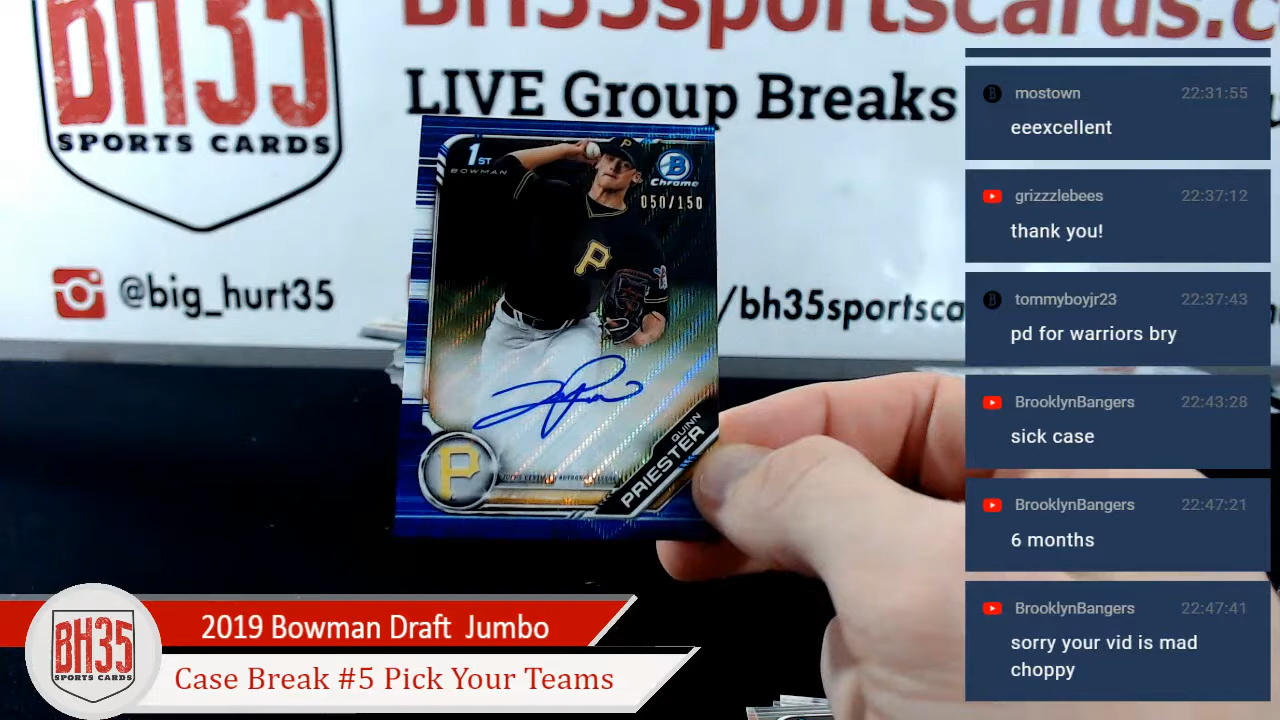 BH35
SPORTS CARDS
BH35sportscards.c
LIVE Group Breaks
@big_hurt35
/bh35sportsca
1ST
BOWMAN
P
B
Chrome
050/150
P
P
QUINN
PRIESTER
BH35
SPORTS CARDS
2019 Bowman Draft Jumbo
Case Break #5 Pick Your Teams
mostown 22:31:55
eeexcellent
grizzzlebees 22:37:12
thank you!
tommyboyjr23 22:37:43
pd for warriors bry
BrooklynBangers 22:43:28
sick case
BrooklynBangers 22:47:21
6 months
BrooklynBangers 22:47:41
sorry your vid is mad
choppy